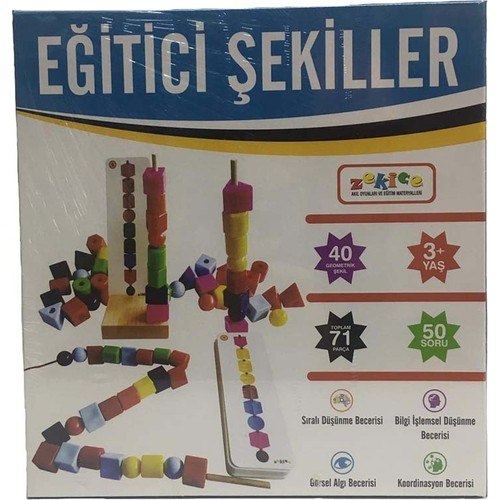 EĞİTİCİ ŞEKİLLER
zekice
AKIL OYUNLARI VE EĞİTİM MATERYALLERİ
40
GEOMETRİK
ŞEKİL
3+
YAŞ
TOPLAM
71
PARÇA
50
SORU
Sıralı Düşünme Becerisi
Bilgi İşlemsel Düşünme
Becerisi
Görsel Algı Becerisi
Koordinasyon Becerisi